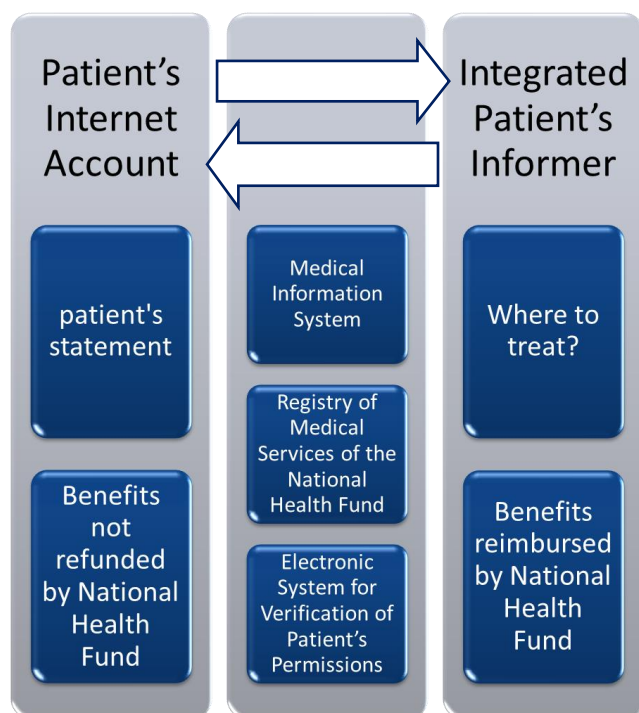 Patient's
Internet
Account
patient's
statement
Benefits
not
refunded
by National
Health
Fund
Medical
Information
System
Registry of
Medical
Services of the
National
Health Fund
Electronic
System for
Verification of
Patient's
Permissions
Integrated
Patient's
Informer
Where to
treat?
Benefits
reimbursed
by National
Health
Fund